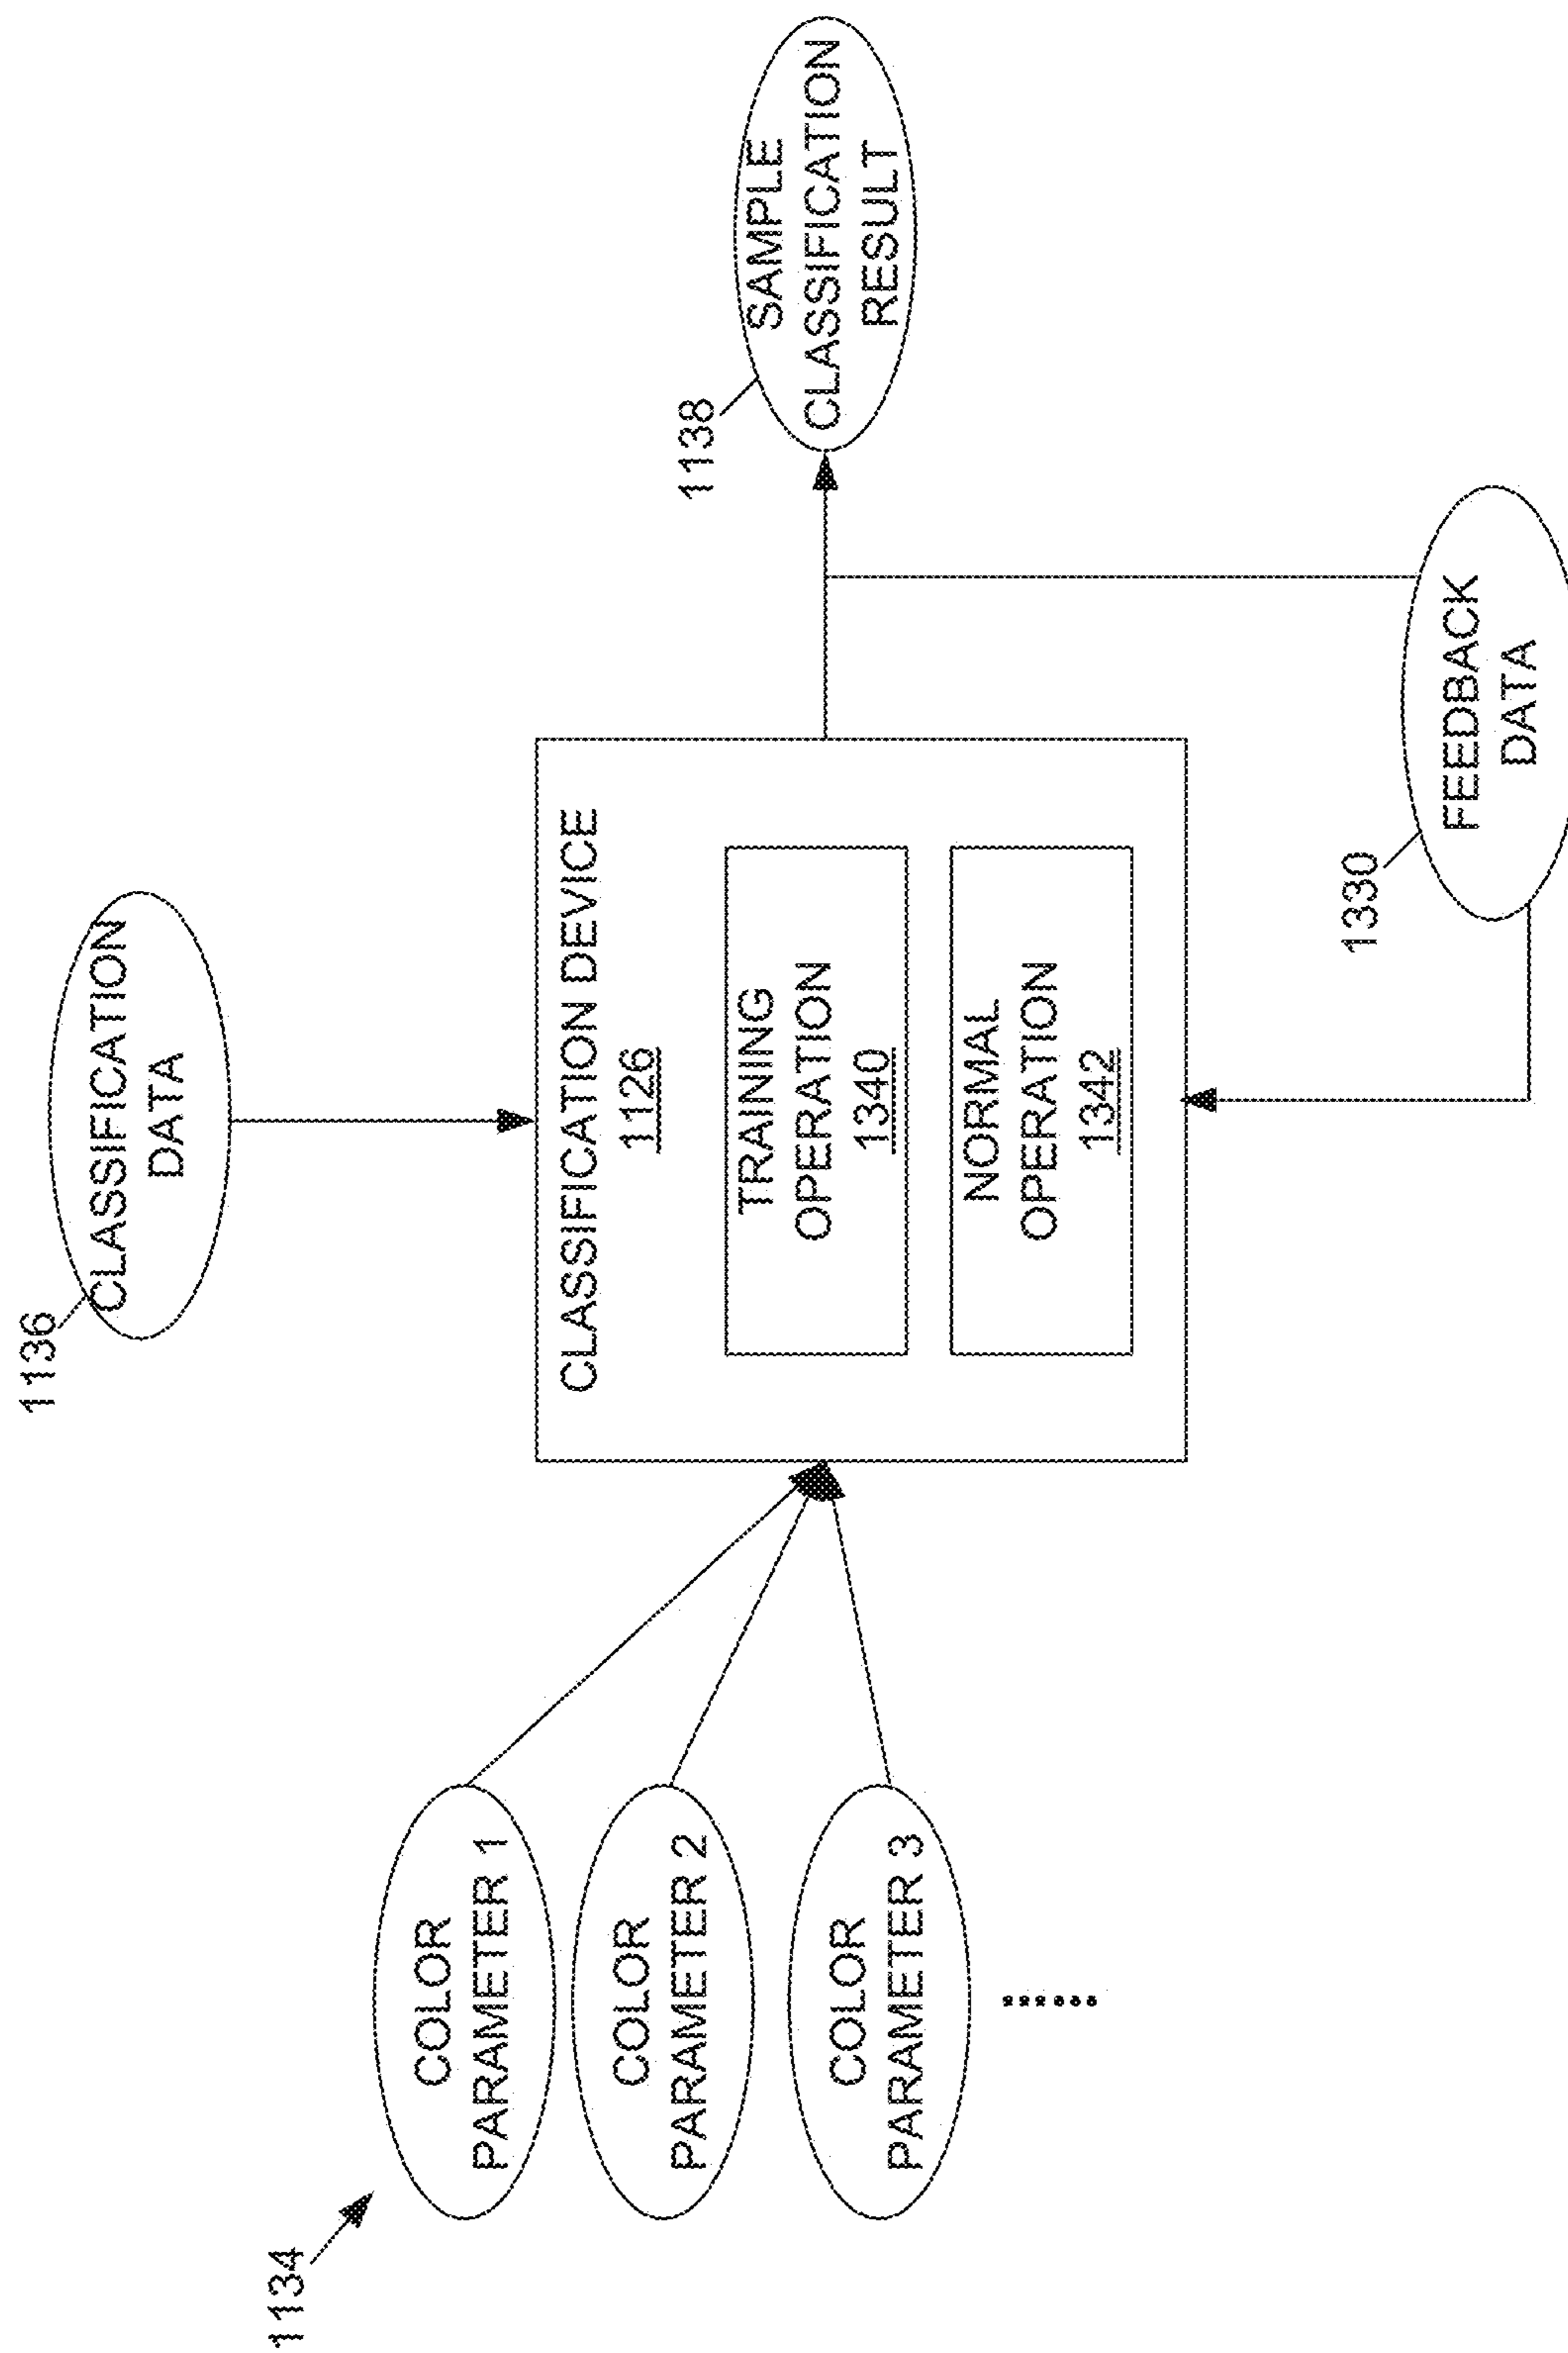 1136
CLASSIFICATION
DATA
1134
COLOR
PARAMETER 1
COLOR
PARAMETER 2
COLOR
PARAMETER 3
......
CLASSIFICATION DEVICE
1126
TRAINING
OPERATION
1340
NORMAL
OPERATION
1342
1138
SAMPLE
CLASSIFICATION
RESULT
1330
FEEDBACK
DATA